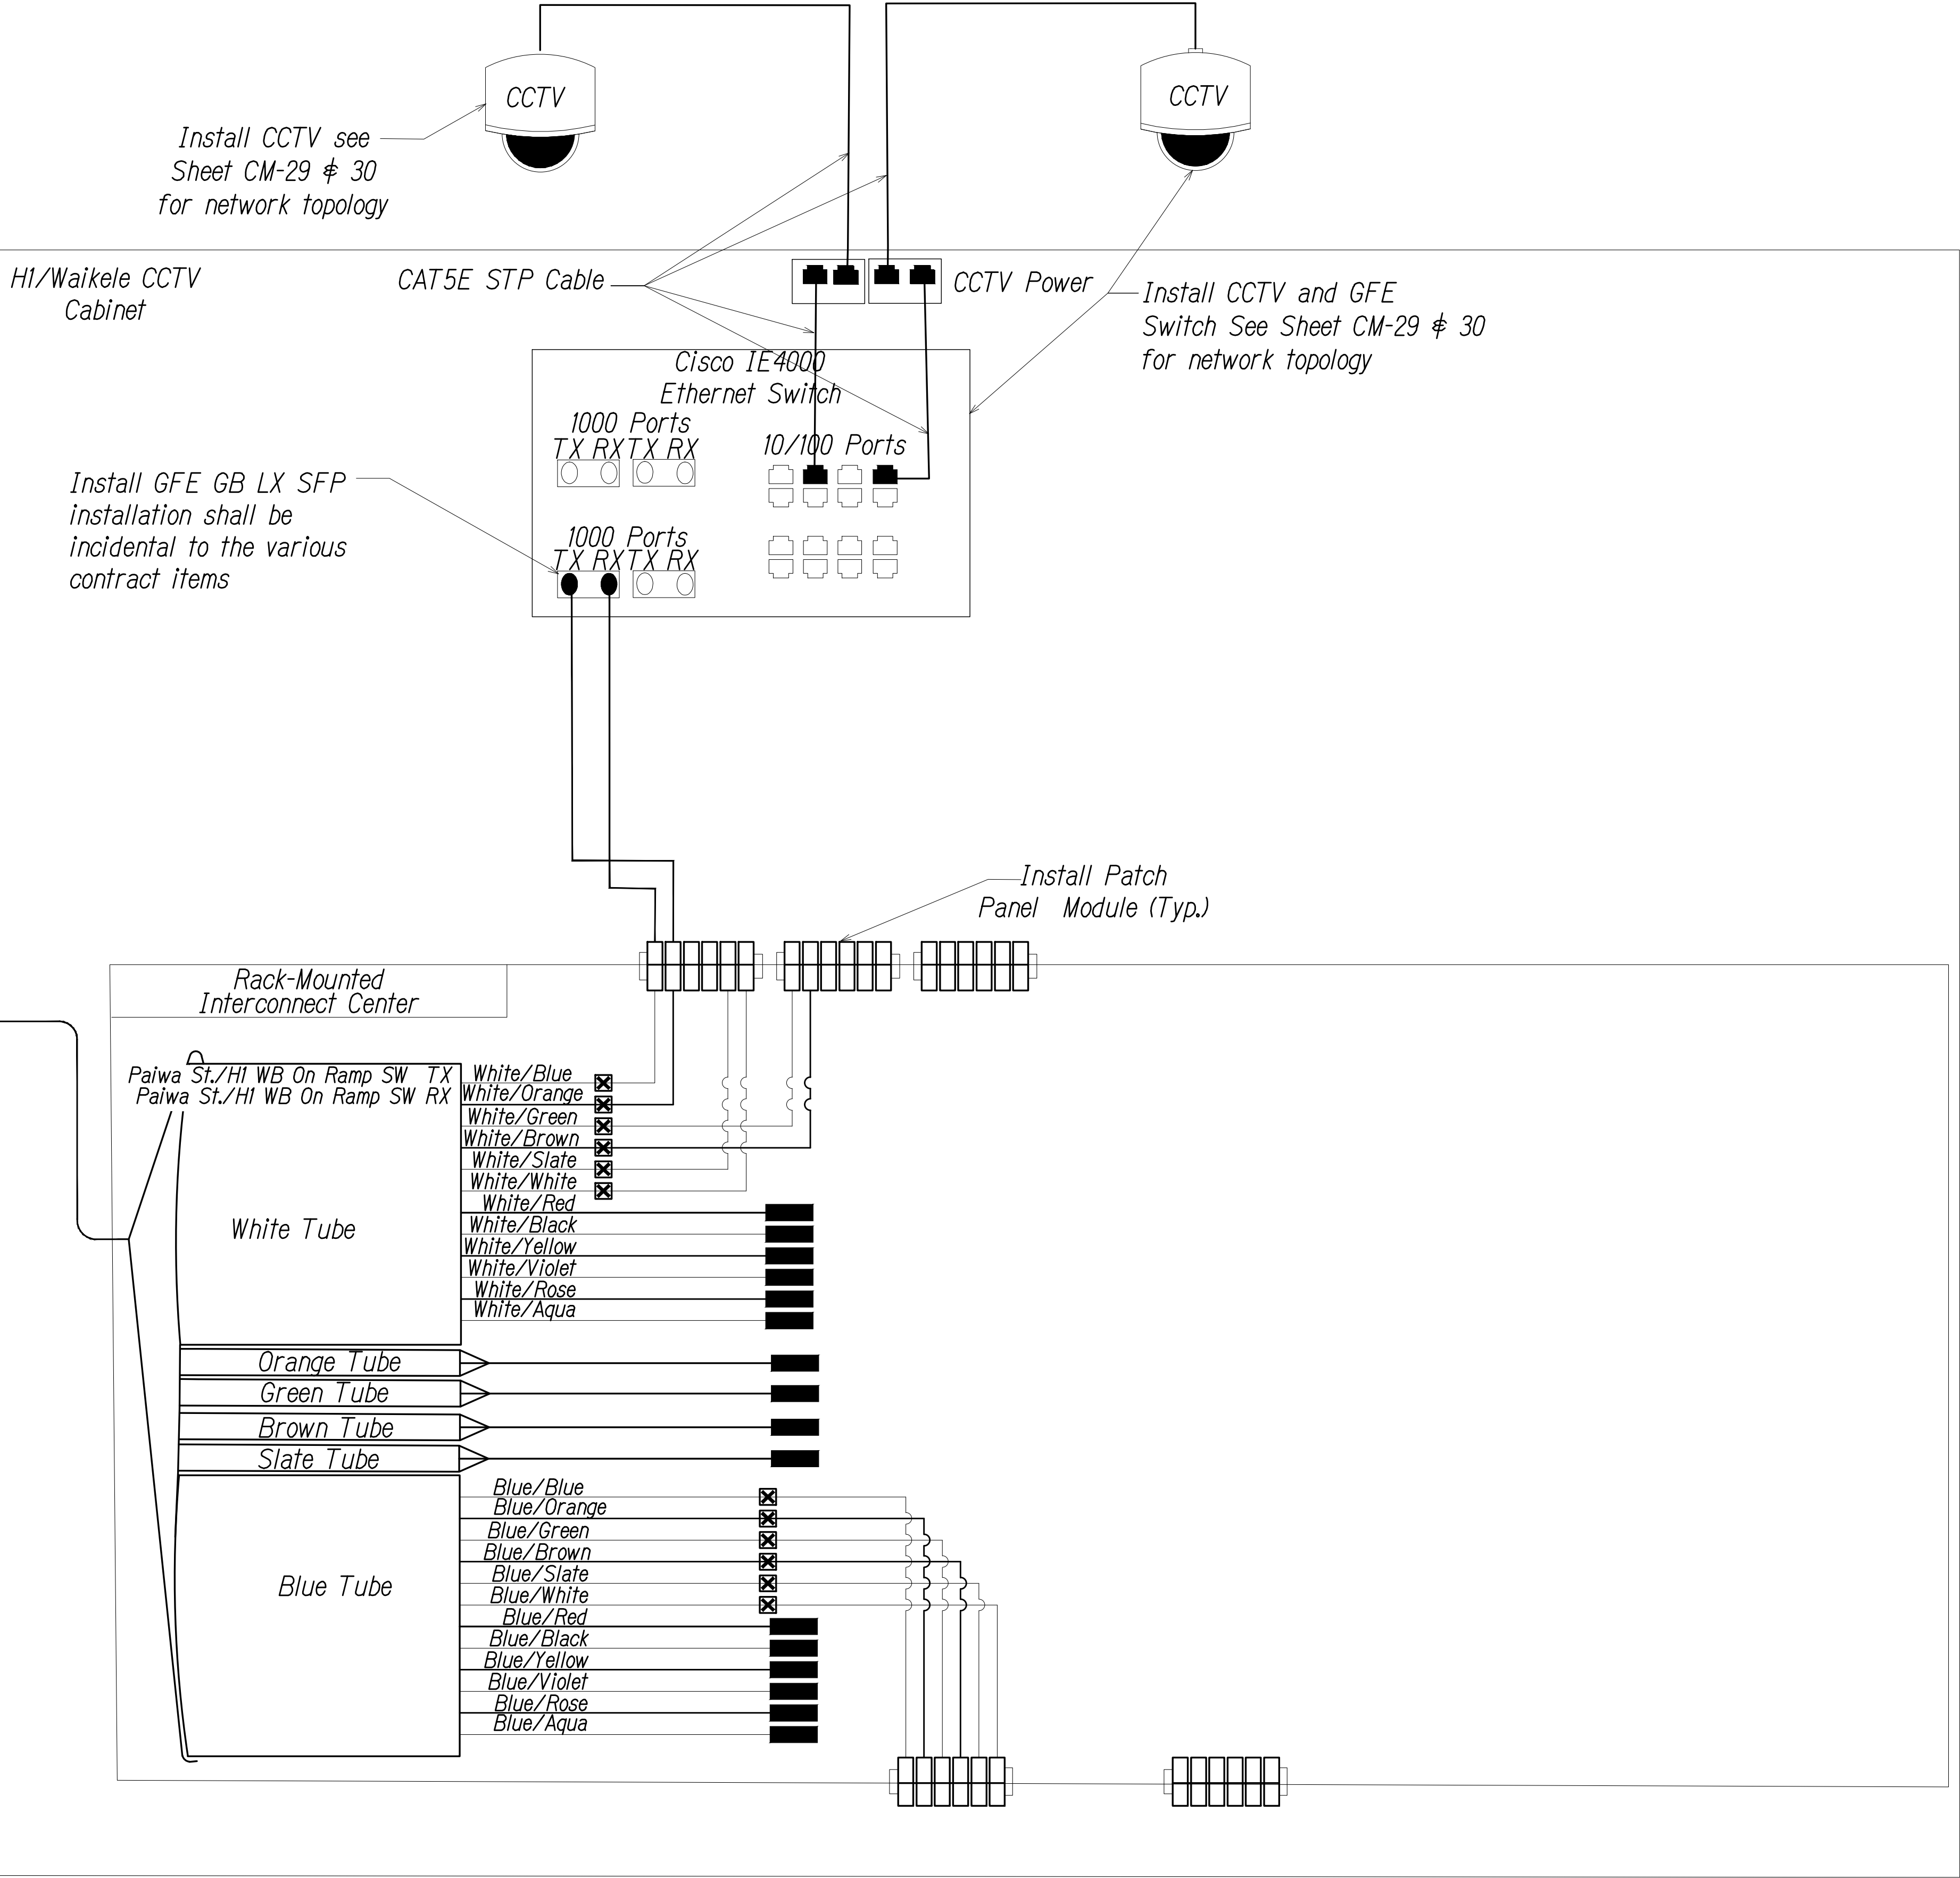 CCTV
CCTV
Install CCTV see
Sheet CM-29 & 30
for network topology
H1/Waikele CCTV
Cabinet
CAT5E STP Cable
CCTV Power
Install CCTV and GFE
Switch See Sheet CM-29 & 30
for network topology
Cisco IE4000
Ethernet Switch
1000 Ports
TX RX TX RX
10/100 Ports
Install GFE GB LX SFP
installation shall be
incidental to the various
contract items
1000 Ports
TX RX TX RX
Install Patch
Panel Module (Typ.)
Rack-Mounted
Interconnect Center
Paiwa St./H1 WB On Ramp SW TX
Paiwa St./H1 WB On Ramp SW RX
White/Blue
White/Orange
White/Green
White/Brown
White/Slate
White/White
White/Red
White/Black
White/Yellow
White/Violet
White/Rose
White/Aqua
White Tube
Orange Tube
Green Tube
Brown Tube
Slate Tube
Blue/Blue
Blue/Orange
Blue/Green
Blue/Brown
Blue/Slate
Blue/White
Blue/Red
Blue/Black
Blue/Yellow
Blue/Violet
Blue/Rose
Blue/Aqua
Blue Tube